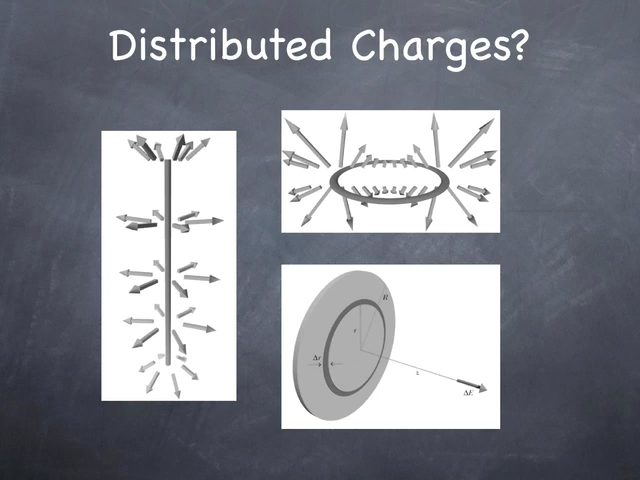 Distributed Charges?
R
r
Δr
z
ΔE